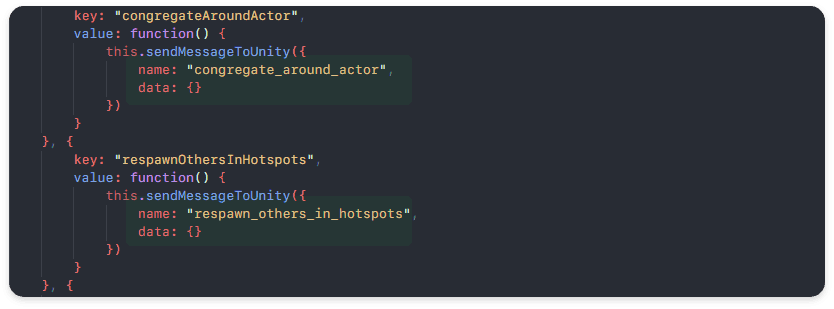 key: "congregateAroundActor",
value: function() {
this.sendMessageToUnity({
name: "congregate_around_actor",
data: {}
})
}
}, {
key: "respawnOthersInHotspots",
value: function() {
this.sendMessageToUnity({
name: "respawn_others_in_hotspots",
data: {}
})
}
}, {